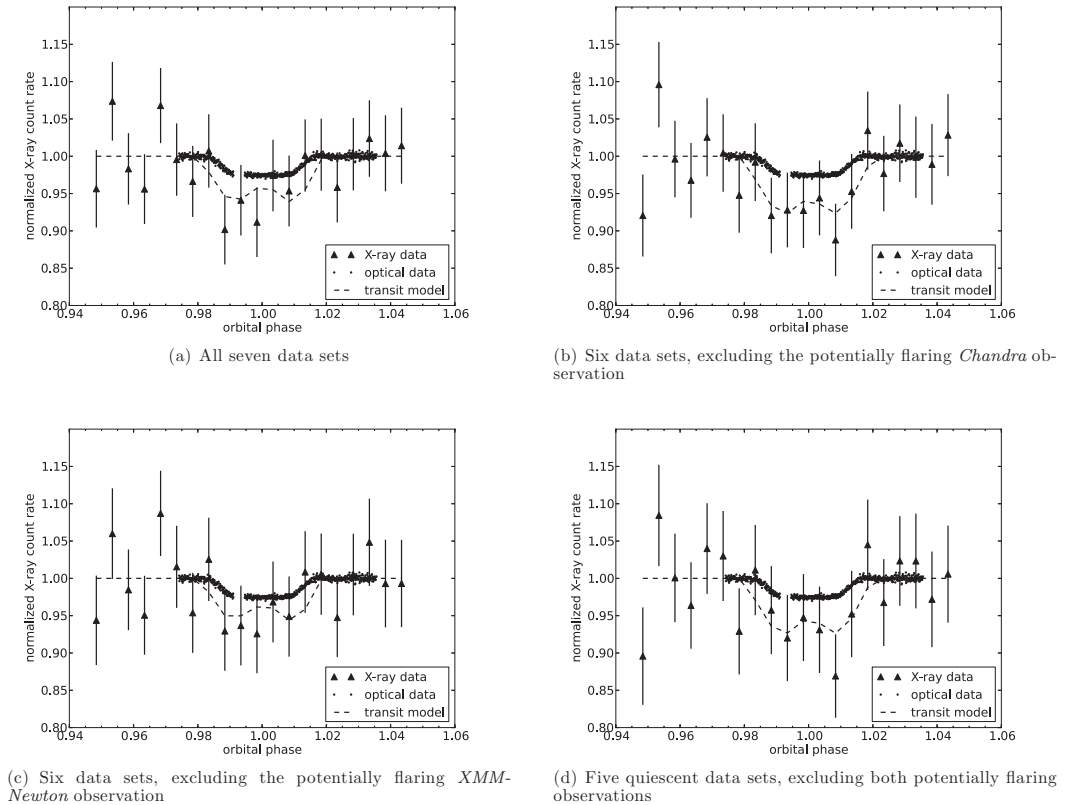 normalized X-ray count rate
1.15
1.10
1.05
1.00
0.95
0.90
0.85
0.80
0.94
0.96
0.98
1.00
1.02
1.04
1.06
orbital phase
X-ray data
optical data
transit model
(a) All seven data sets
normalized X-ray count rate
1.15
1.10
1.05
1.00
0.95
0.90
0.85
0.80
0.94
0.96
0.98
1.00
1.02
1.04
1.06
orbital phase
X-ray data
optical data
transit model
(b) Six data sets, excluding the potentially flaring Chandra ob-
servation
normalized X-ray count rate
1.15
1.10
1.05
1.00
0.95
0.90
0.85
0.80
0.94
0.96
0.98
1.00
1.02
1.04
1.06
orbital phase
X-ray data
optical data
transit model
(c) Six data sets, excluding the potentially flaring XMM-
Newton observation
normalized X-ray count rate
1.15
1.10
1.05
1.00
0.95
0.90
0.85
0.80
0.94
0.96
0.98
1.00
1.02
1.04
1.06
orbital phase
X-ray data
optical data
transit model
(d) Five quiescent data sets, excluding both potentially flaring
observations